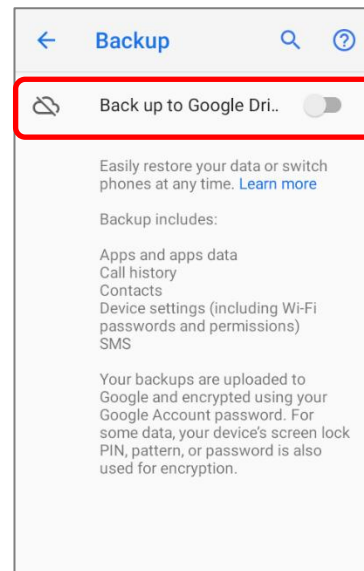 Backup
Back up to Google Dri..
Easily restore your data or switch
phones at any time. Learn more
Backup includes:
Apps and apps data
Call history
Contacts
Device settings (including Wi-Fi
passwords and permissions)
SMS
Your backups are uploaded to
Google and encrypted using your
Google Account password. For
some data, your device's screen lock
PIN, pattern, or password is also
used for encryption.